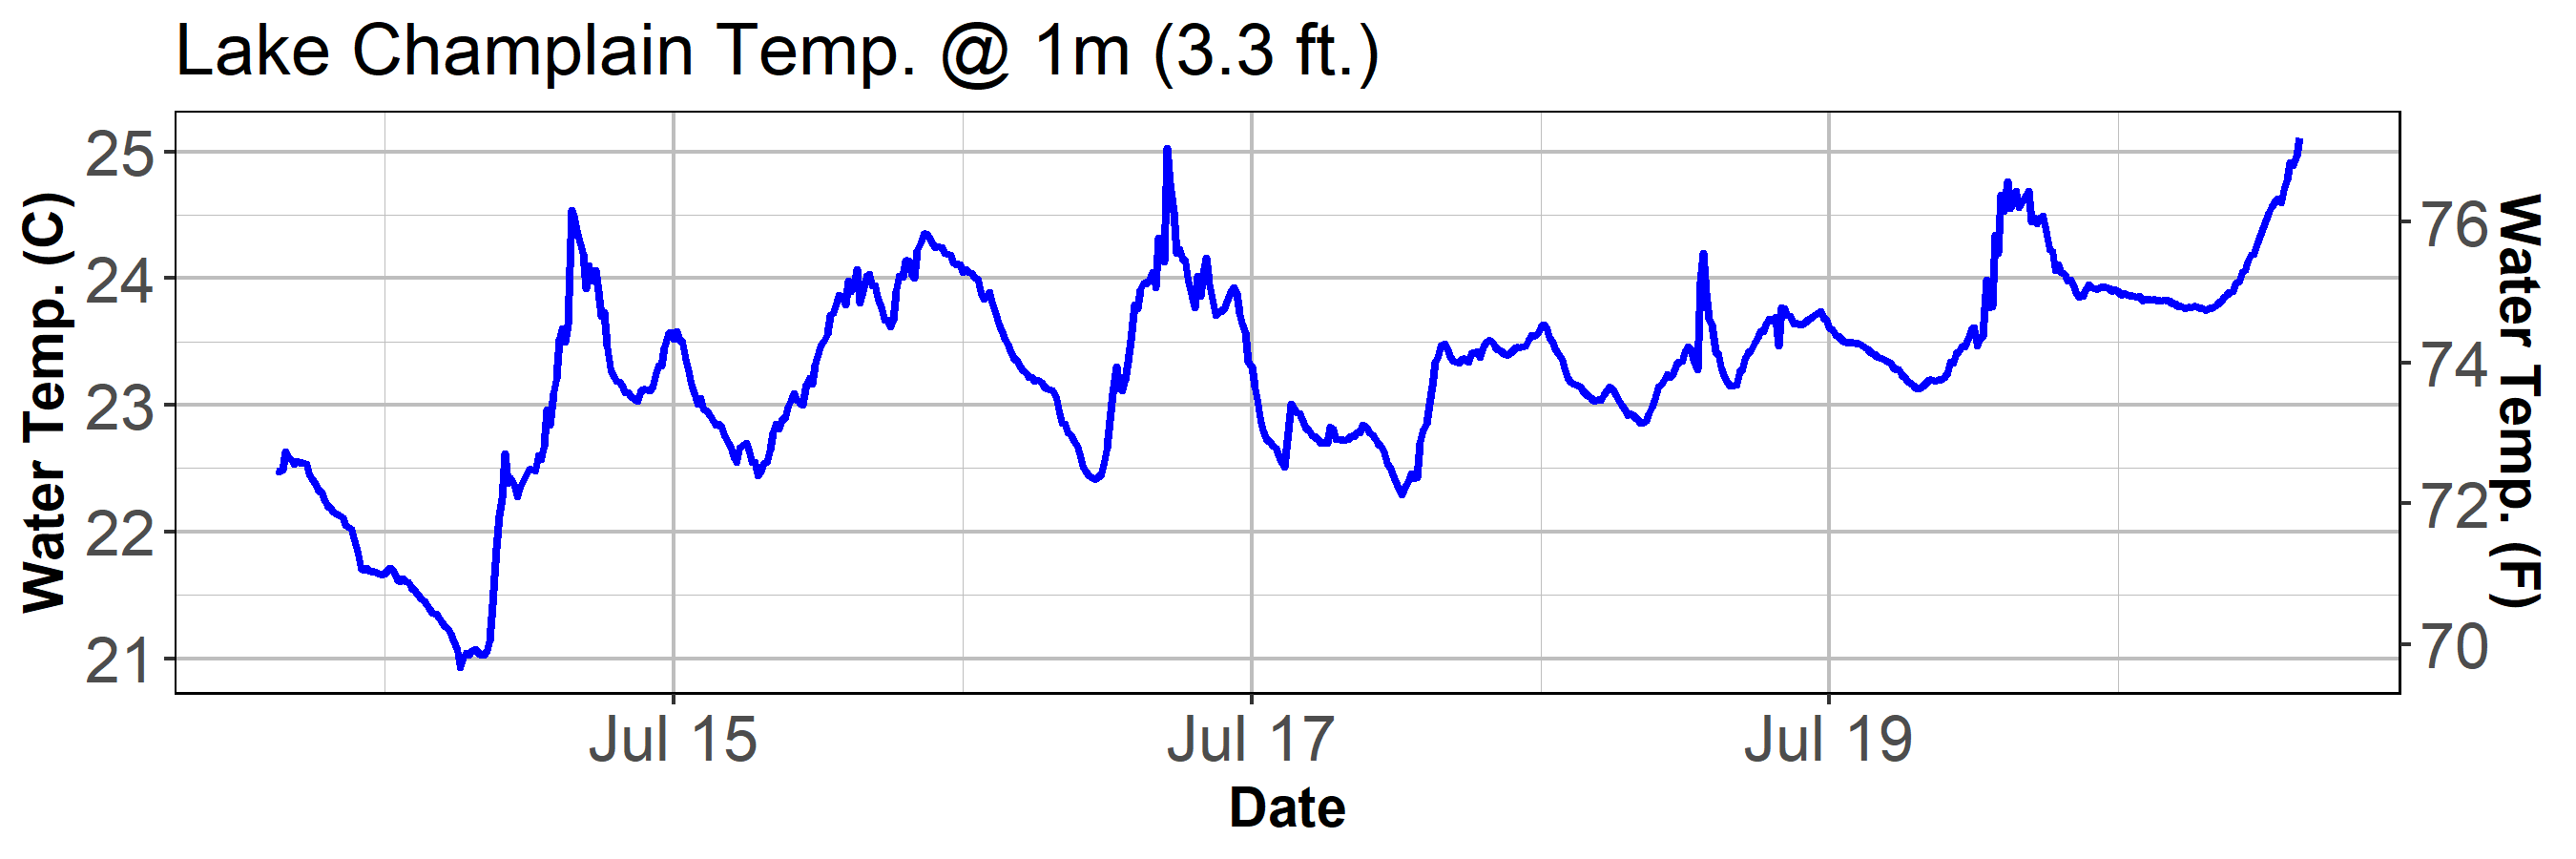 Lake Champlain Temp. @ 1m (3.3 ft.)
Water Temp. (C)
25
24
23
22
21
76
74
72
70
Water Temp. (F)
Jul 15
Jul 17
Jul 19
Date